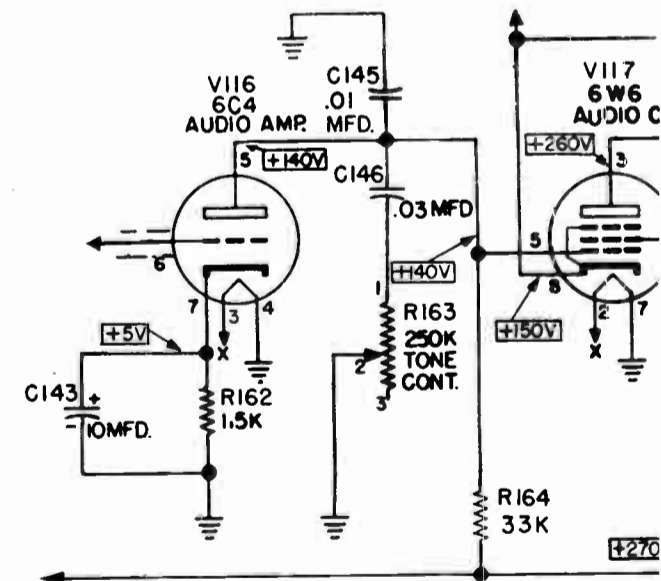 V116
6C4
AUDIO AMP.
C145
.01
MFD.
V117
6W6
AUDIO
+260V
3
5
+140V
C146
.03MFD
6
+140V
5
8
7
3
4
X
+5V
1
R163
250K
TONE
CONT.
2
3
+150V
2
7
X
C143
+
-
10MFD.
R162
1.5K
R164
33K
+270